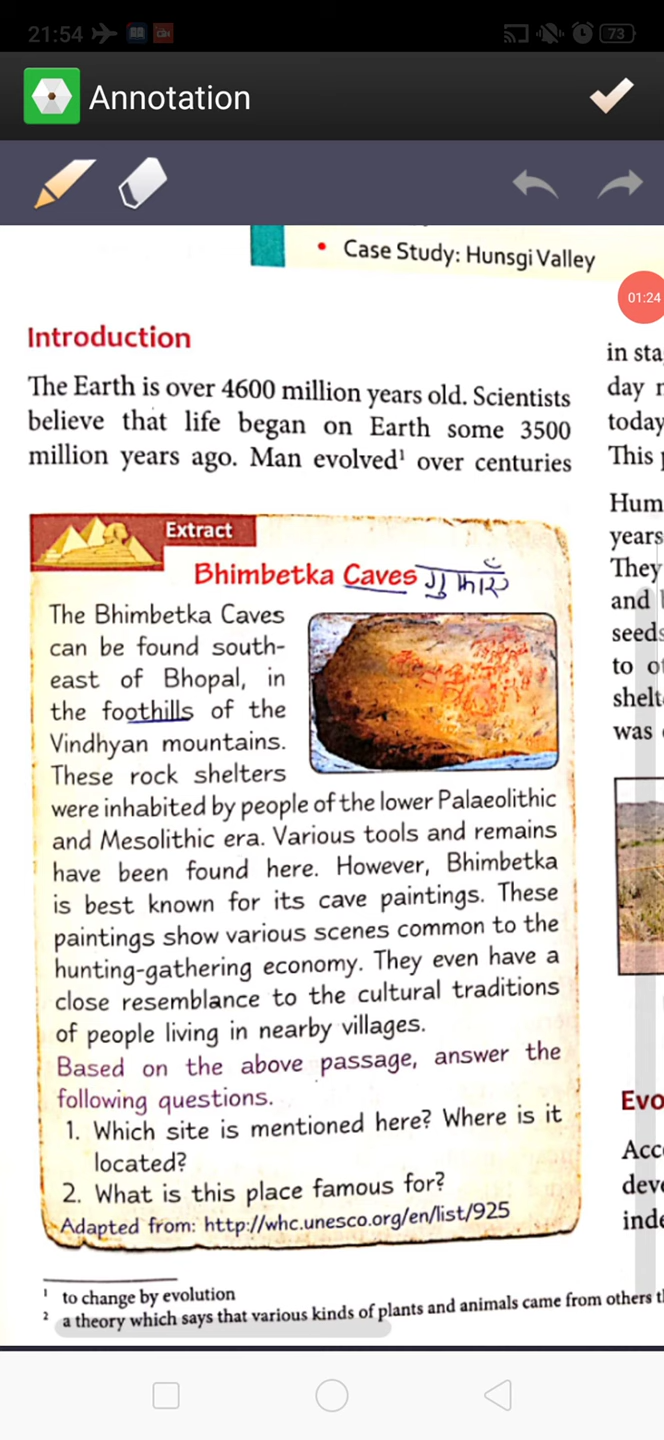 21:54
73
Annotation
• Case Study: Hunsgi Valley
01:24
Introduction
The Earth is over 4600 million years old. Scientists
believe that life began on Earth some 3500
million years ago. Man evolved¹ over centuries
Extract
Bhimbetka Caves गुफाएँ
The Bhimbetka Caves
can be found south-
east of Bhopal, in
the foothills of the
Vindhyan mountains.
These rock shelters
were inhabited by people of the lower Palaeolithic
and Mesolithic era. Various tools and remains
have been found here. However, Bhimbetka
is best known for its cave paintings. These
paintings show various scenes common to the
hunting-gathering economy. They even have a
close resemblance to the cultural traditions
of people living in nearby villages.
Based on the above passage, answer the
following questions.
1. Which site is mentioned here? Where is it
located?
2. What is this place famous for?
Adapted from: http://whc.unesco.org/en/list/925
¹ to change by evolution
² a theory which says that various kinds of plants and animals came from others
in sta
day
today
This
Hum
years
They
and
seeds
to
shelt
was
Evo
Acc
deve
inde